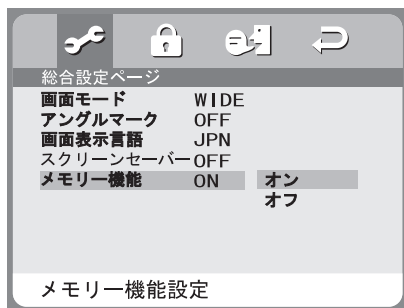 総合設定ページ
画面モード WIDE
アングルマーク OFF
画面表示言語 JPN
スクリーンセーバー OFF
メモリー機能 ON オン
オフ
メモリー機能設定